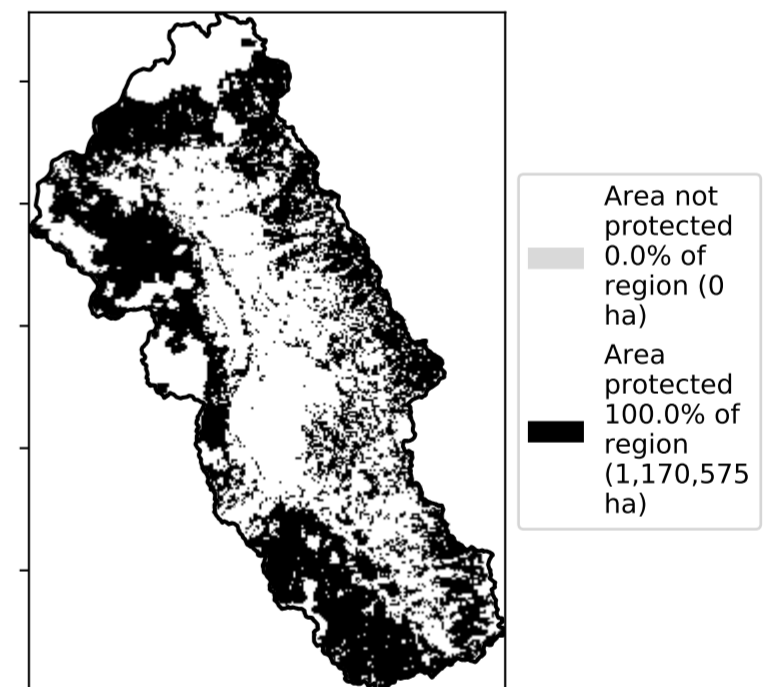 Area not
protected
0.0% of
region (0
ha)
Area
protected
100.0% of
region
(1,170,575
ha)